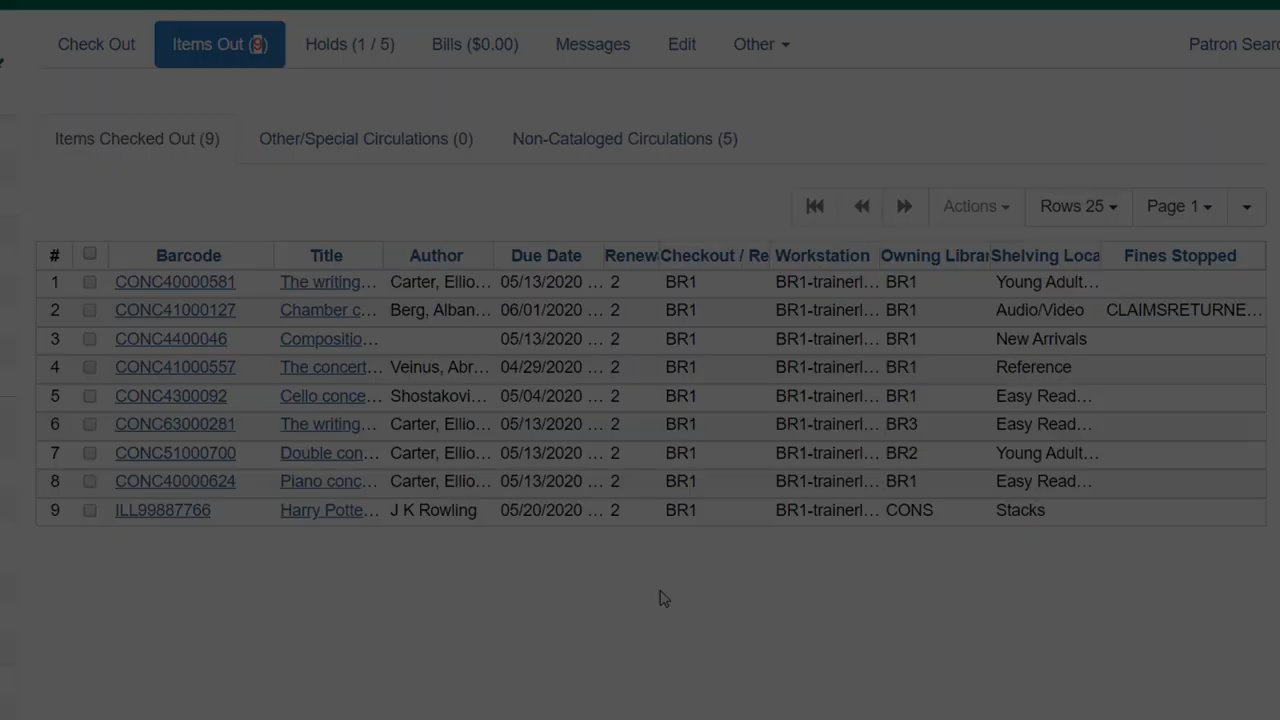 Check Out Items Out (9) Holds (1 / 5) Bills ($0.00) Messages Edit Other Patron Searc
Items Checked Out (9) Other/Special Circulations (0) Non-Cataloged Circulations (5)
Actions Rows 25 Page 1
# Barcode Title Author Due Date Renew Checkout / Re Workstation Owning Librar Shelving Loca Fines Stopped
1 CONC40000581 The writing... Carter, Ellio... 05/13/2020 ... 2 BR1 BR1-trainerl... BR1 Young Adult...
2 CONC41000127 Chamber c... Berg, Alban... 06/01/2020 ... 2 BR1 BR1-trainerl... BR1 Audio/Video CLAIMSRETURNE...
3 CONC4400046 Compositio... 05/13/2020 ... 2 BR1 BR1-trainerl... BR1 New Arrivals
4 CONC41000557 The concert... Veinus, Abr... 04/29/2020 ... 2 BR1 BR1-trainerl... BR1 Reference
5 CONC4300092 Cello conce... Shostakovi... 05/04/2020 ... 2 BR1 BR1-trainerl... BR1 Easy Read...
6 CONC63000281 The writing... Carter, Ellio... 05/13/2020 ... 2 BR1 BR1-trainerl... BR3 Easy Read...
7 CONC51000700 Double con... Carter, Ellio... 05/13/2020 ... 2 BR1 BR1-trainerl... BR2 Young Adult...
8 CONC40000624 Piano conc... Carter, Ellio... 05/13/2020 ... 2 BR1 BR1-trainerl... BR1 Easy Read...
9 ILL99887766 Harry Potte... J K Rowling 05/20/2020 ... 2 BR1 BR1-trainerl... CONS Stacks